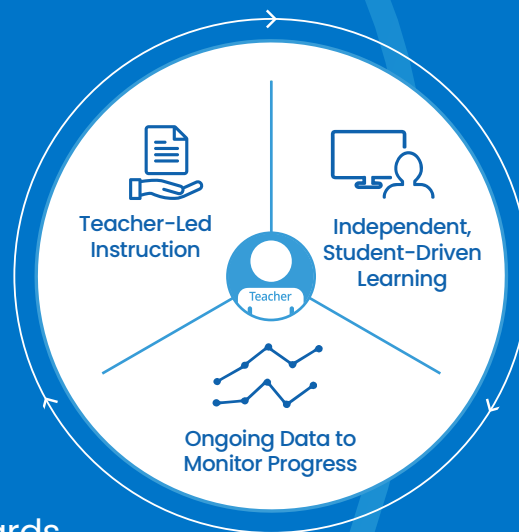 Teacher-Led
Instruction
Independent,
Student-Driven
Learning
Teacher
Ongoing Data to
Monitor Progress